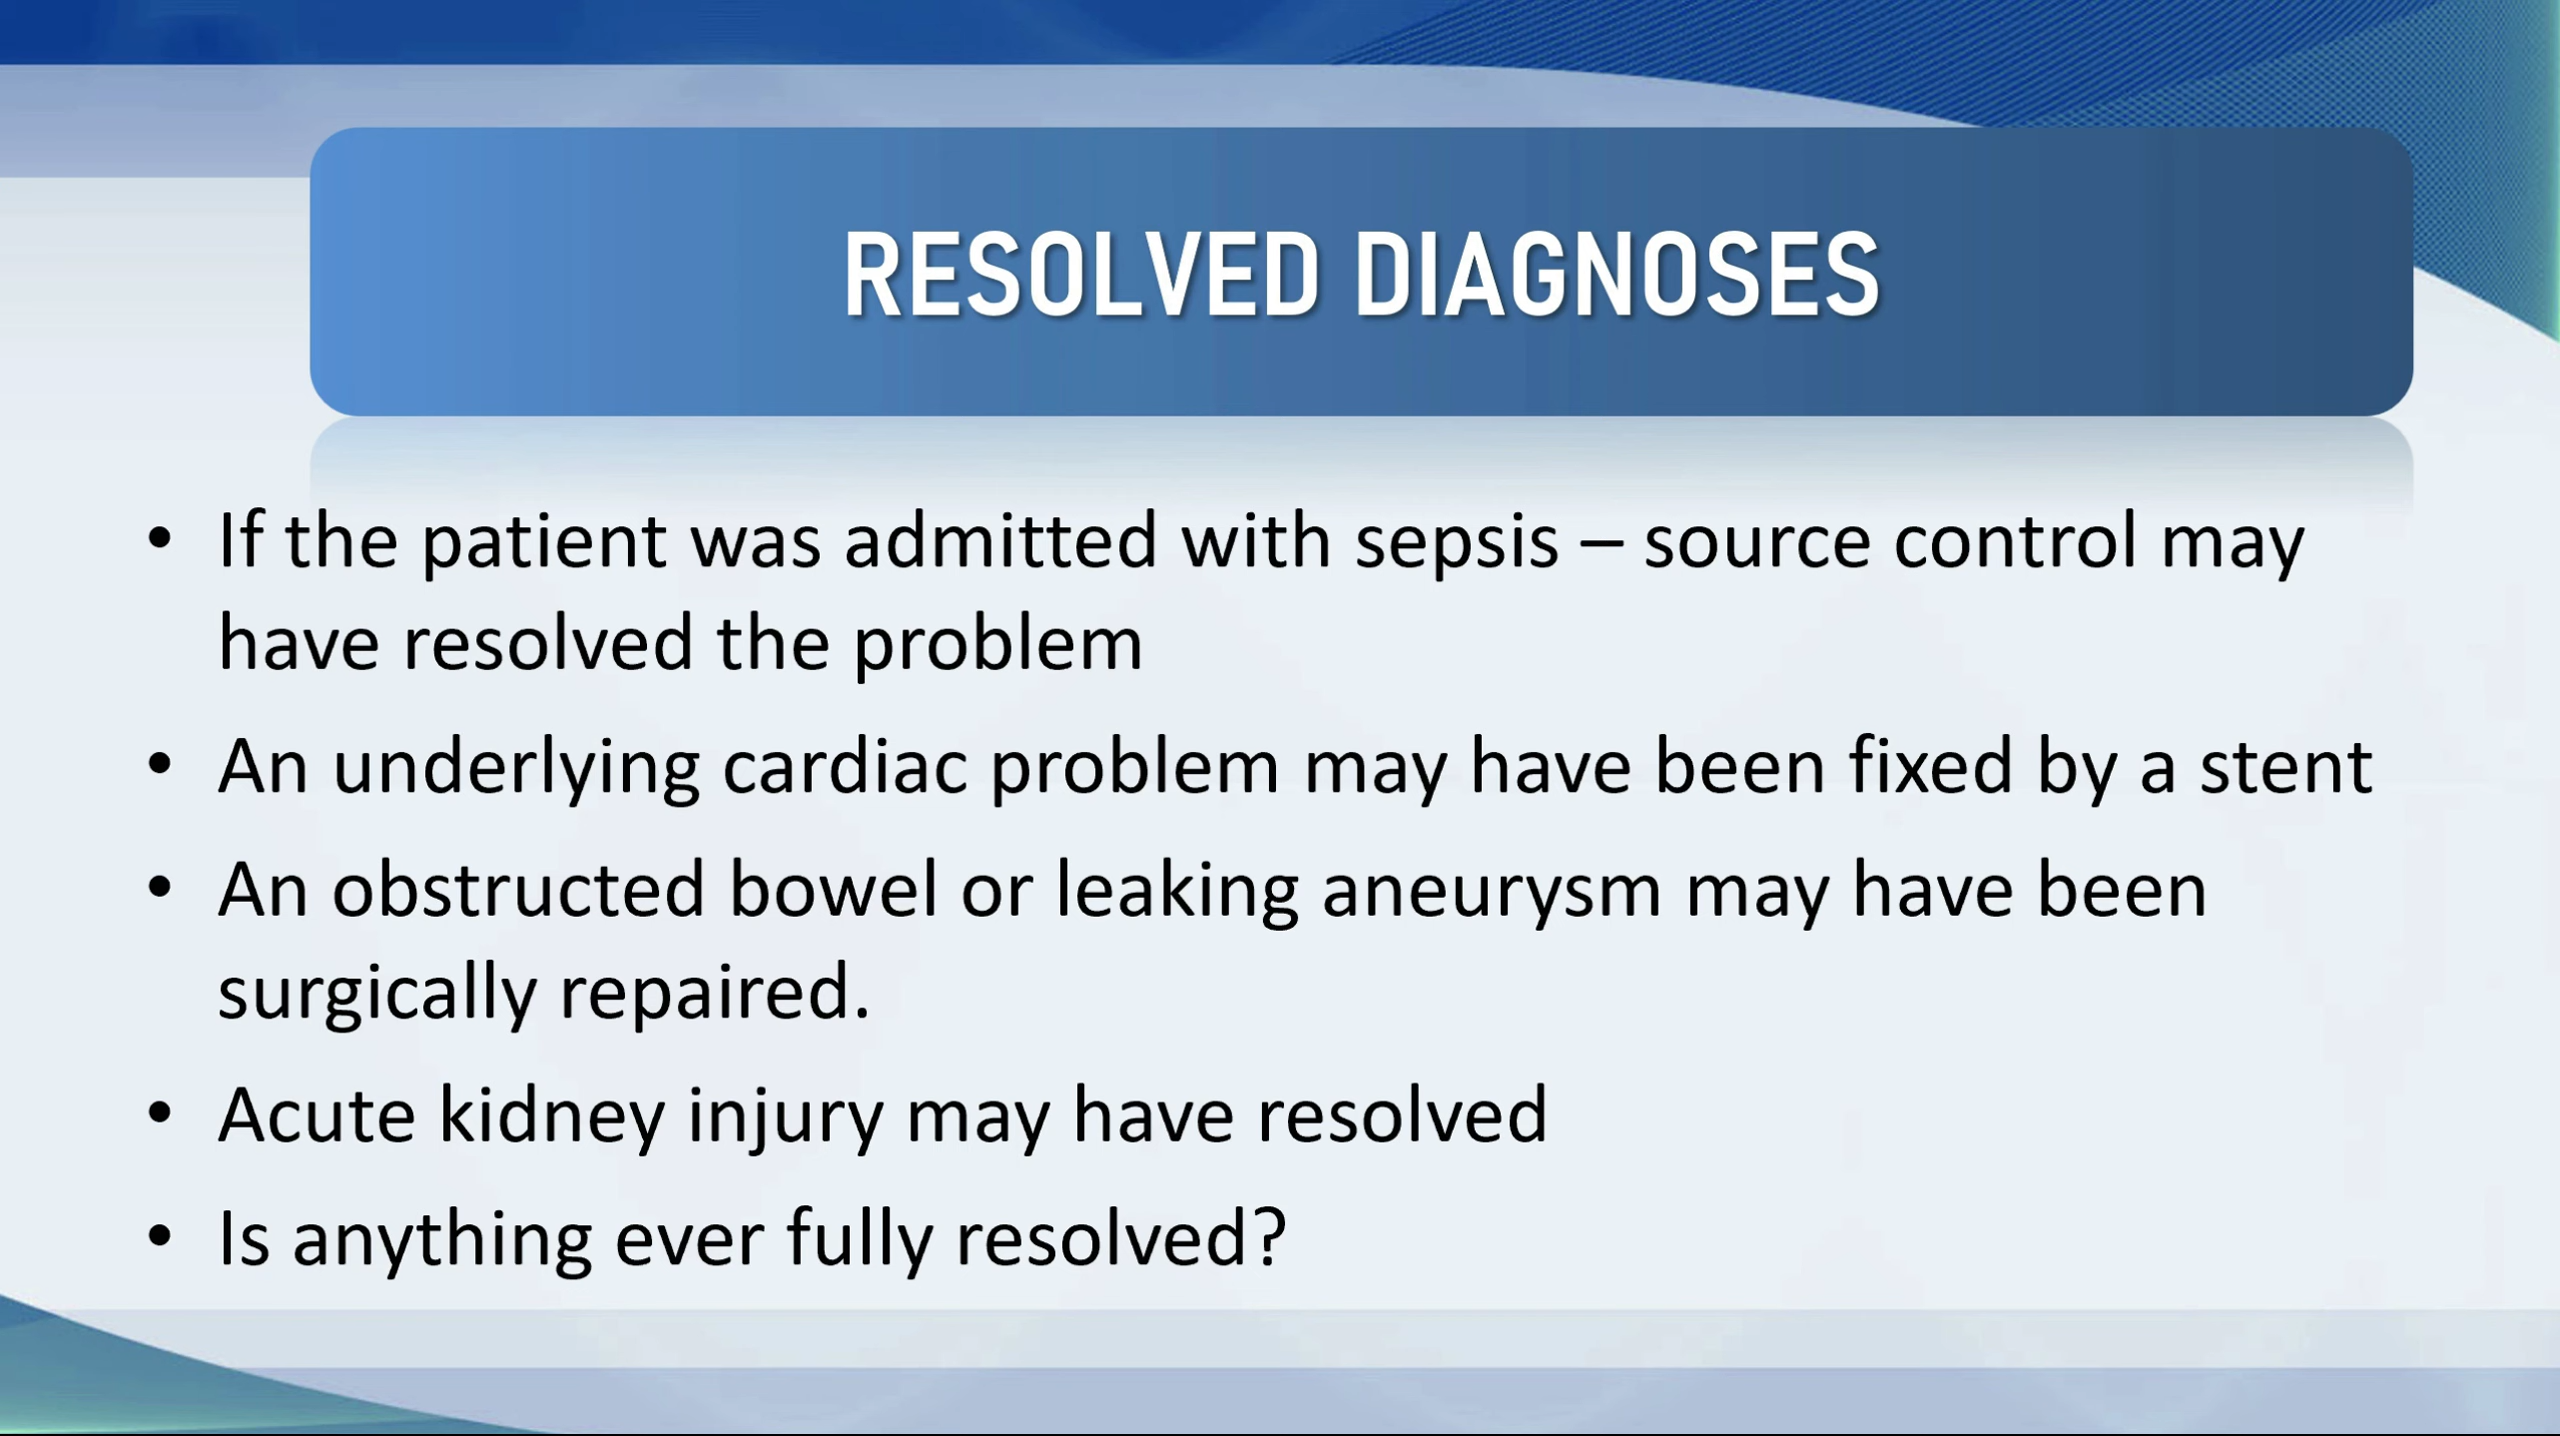 RESOLVED DIAGNOSES
• If the patient was admitted with sepsis – source control may
have resolved the problem
• An underlying cardiac problem may have been fixed by a stent
• An obstructed bowel or leaking aneurysm may have been
surgically repaired.
• Acute kidney injury may have resolved
• Is anything ever fully resolved?